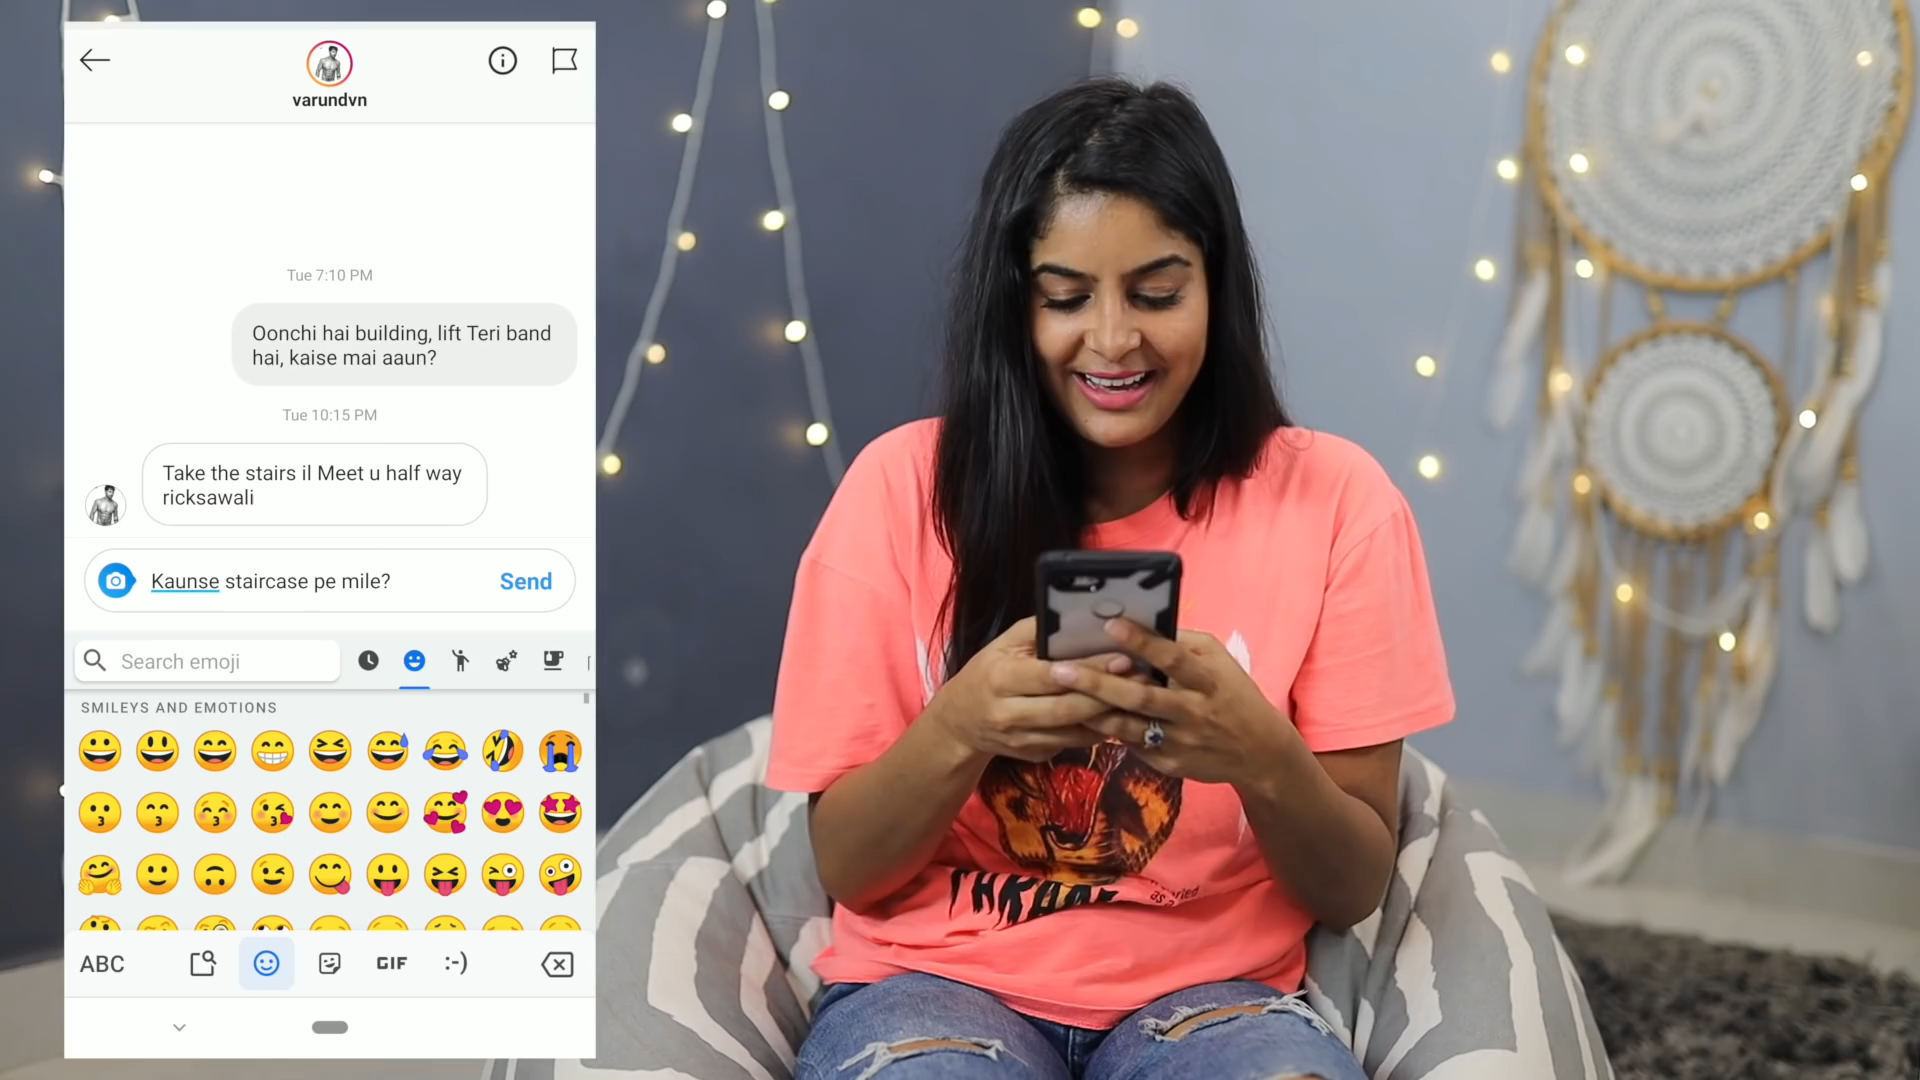 varundvn
Tue 7:10 PM
Oonchi hai building, lift Teri band
hai, kaise mai aaun?
Tue 10:15 PM
Take the stairs il Meet u half way
ricksawali
Kaunse staircase pe mile?
Send
Search emoji
SMILEYS AND EMOTIONS
ABC
GIF
:-)